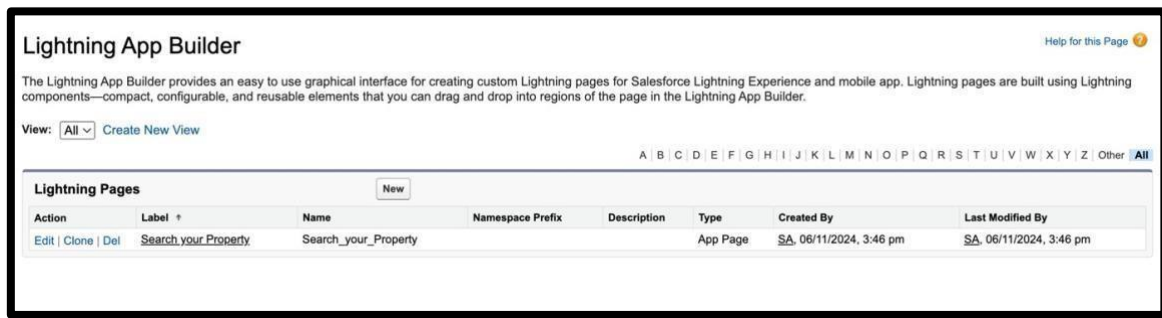 Lightning App Builder
Help for this Page
The Lightning App Builder provides an easy to use graphical interface for creating custom Lightning pages for Salesforce Lightning Experience and mobile app. Lightning pages are built using Lightning
components—compact, configurable, and reusable elements that you can drag and drop into regions of the page in the Lightning App Builder.
View: All Create New View
A | B | C | D | E | F | G | H | I | J | K | L | M | N | O | P | Q | R | S | T | U | V | W | X | Y | Z | Other All
Lightning Pages New
Action Label ↑ Name Namespace Prefix Description Type Created By Last Modified By
Edit | Clone | Del Search your Property Search_your_Property App Page SA, 06/11/2024, 3:46 pm SA, 06/11/2024, 3:46 pm